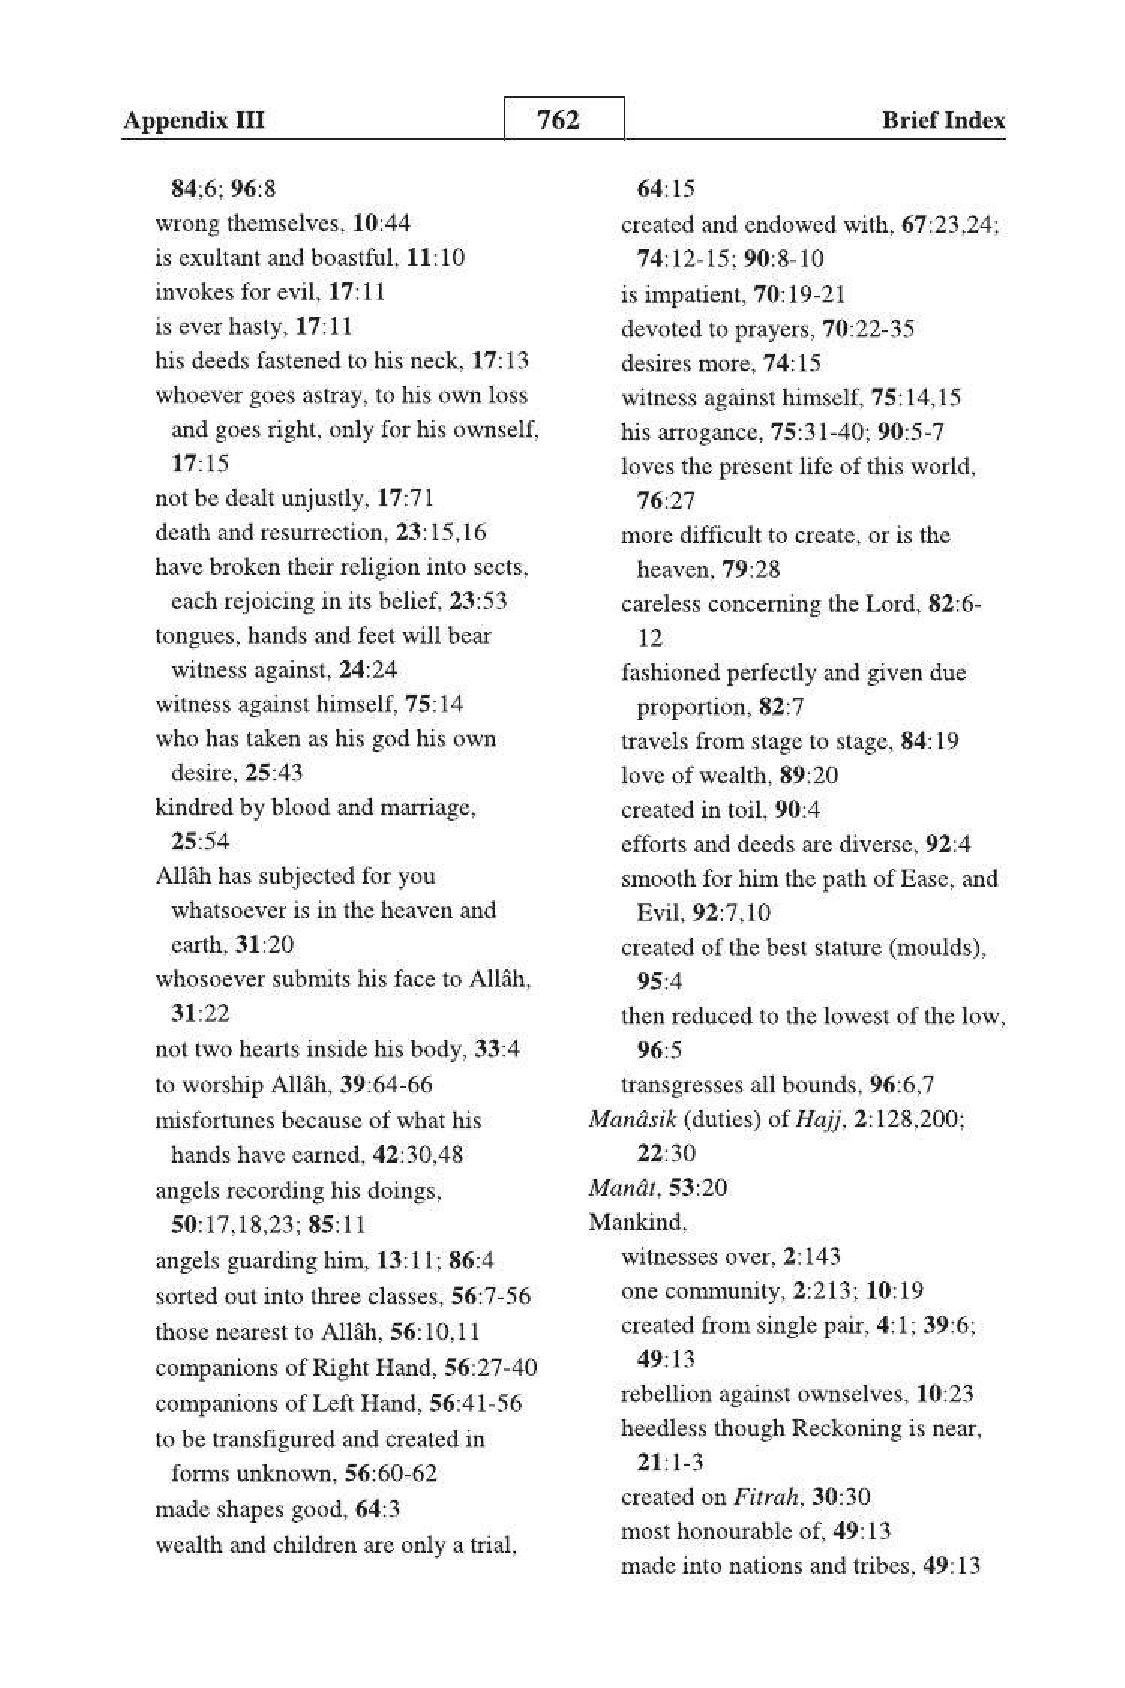 Appendix III 762 Brief Index
84;6; 96:8
wrong themselves, 10:44
is exultant and boastful, 11:10
invokes for evil, 17:11
is ever hasty, 17:11
his deeds fastened to his neck, 17:13
whoever goes astray, to his own loss
and goes right, only for his ownself,
17:15
not be dealt unjustly, 17:71
death and resurrection, 23:15,16
have broken their religion into sects,
each rejoicing in its belief, 23:53
tongues, hands and feet will bear
witness against, 24:24
witness against himself, 75:14
who has taken as his god his own
desire, 25:43
kindred by blood and marriage,
25:54
Allâh has subjected for you
whatsoever is in the heaven and
earth, 31:20
whosoever submits his face to Allâh,
31:22
not two hearts inside his body, 33:4
to worship Allâh, 39:64-66
misfortunes because of what his
hands have earned, 42:30,48
angels recording his doings,
50:17,18,23; 85:11
angels guarding him, 13:11; 86:4
sorted out into three classes, 56:7-56
those nearest to Allâh, 56:10,11
companions of Right Hand, 56:27-40
companions of Left Hand, 56:41-56
to be transfigured and created in
forms unknown, 56:60-62
made shapes good, 64:3
wealth and children are only a trial,
64:15
created and endowed with, 67:23,24;
74:12-15; 90:8-10
is impatient, 70:19-21
devoted to prayers, 70:22-35
desires more, 74:15
witness against himself, 75:14,15
his arrogance, 75:31-40; 90:5-7
loves the present life of this world,
76:27
more difficult to create, or is the
heaven, 79:28
careless concerning the Lord, 82:6-
12
fashioned perfectly and given due
proportion, 82:7
travels from stage to stage, 84:19
love of wealth, 89:20
created in toil, 90:4
efforts and deeds are diverse, 92:4
smooth for him the path of Ease, and
Evil, 92:7,10
created of the best stature (moulds),
95:4
then reduced to the lowest of the low,
96:5
transgresses all bounds, 96:6,7
Manâsik (duties) of Hajj, 2:128,200;
22:30
Manât, 53:20
Mankind,
witnesses over, 2:143
one community, 2:213; 10:19
created from single pair, 4:1; 39:6;
49:13
rebellion against ownselves, 10:23
heedless though Reckoning is near,
21:1-3
created on Fitrah, 30:30
most honourable of, 49:13
made into nations and tribes, 49:13